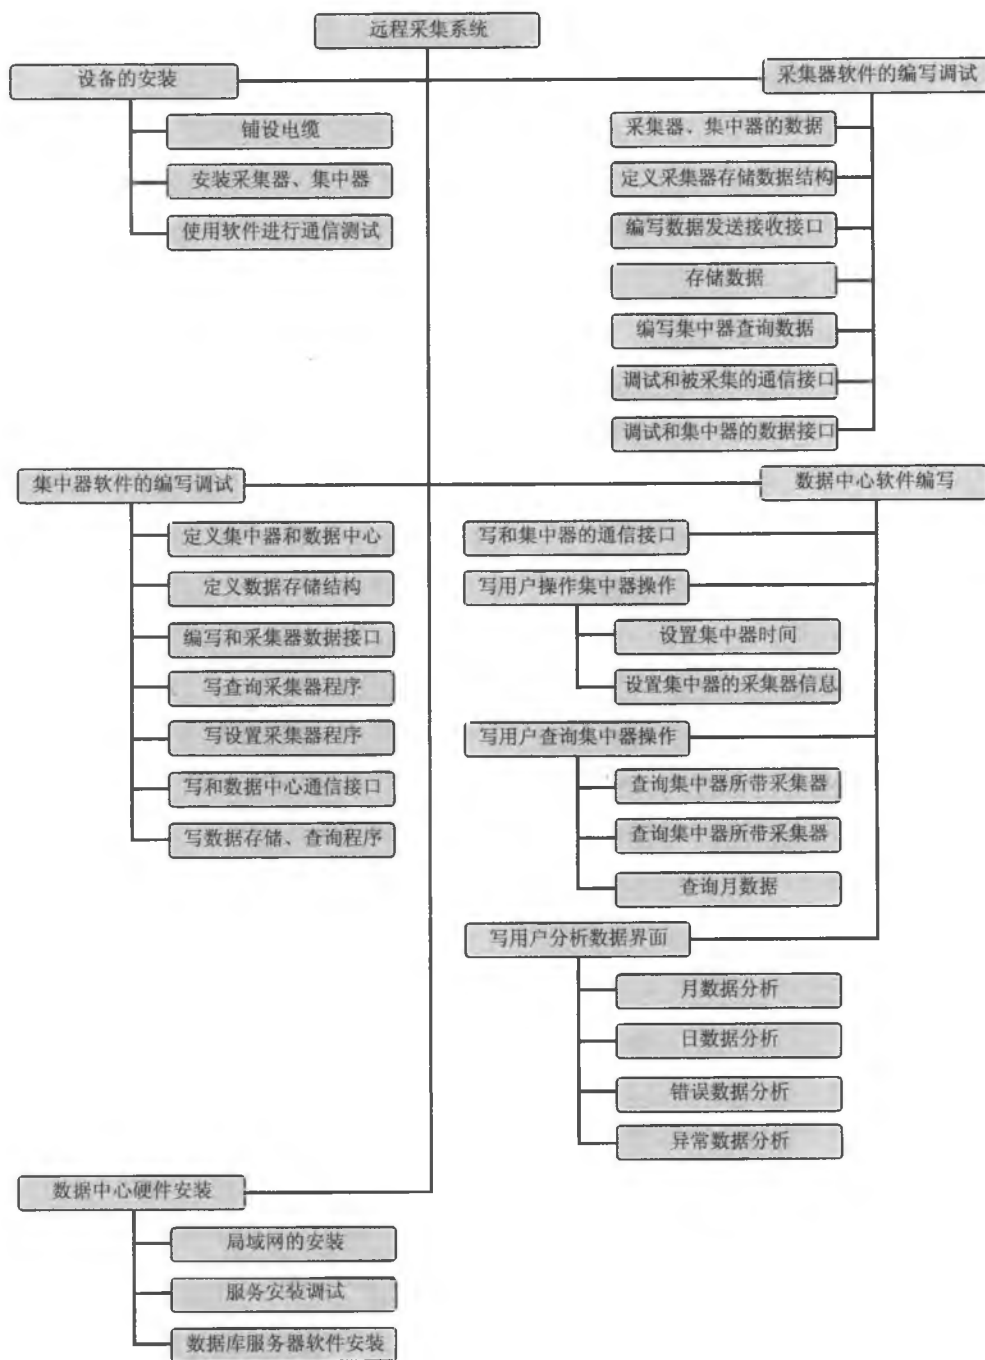 远程采集系统
设备的安装
铺设电缆
安装采集器、集中器
使用软件进行通信测试
采集器软件的编写调试
采集器、集中器的数据
定义采集器存储数据结构
编写数据发送接收接口
存储数据
编写集中器查询数据
调试和被采集的通信接口
调试和集中器的数据接口
集中器软件的编写调试
定义集中器和数据中心
定义数据存储结构
编写和采集器数据接口
写查询采集器程序
写设置采集器程序
写和数据中心通信接口
写数据存储、查询程序
数据中心软件编写
写和集中器的通信接口
写用户操作集中器操作
设置集中器时间
设置集中器的采集器信息
写用户查询集中器操作
查询集中器所带采集器
查询集中器所带采集器
查询月数据
写用户分析数据界面
月数据分析
日数据分析
错误数据分析
异常数据分析
数据中心硬件安装
局域网的安装
服务安装调试
数据库服务器软件安装